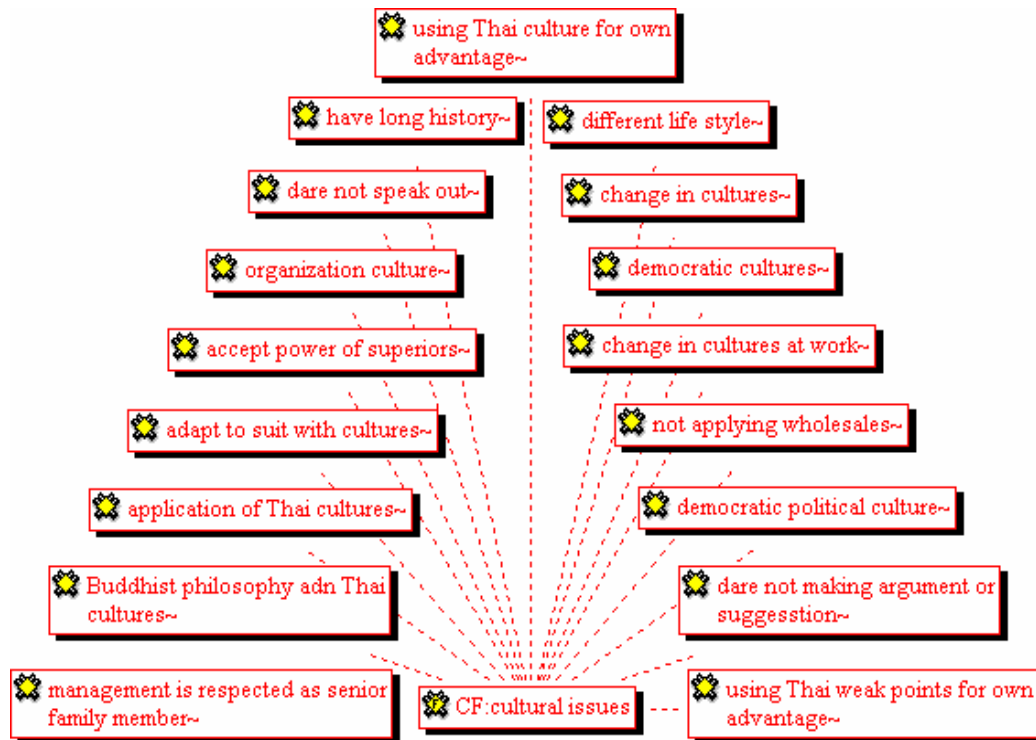 using Thai culture for own
advantage~
have long history~
different life style~
dare not speak out~
change in cultures~
organization culture~
democratic cultures~
accept power of superiors~
change in cultures at work~
adapt to suit with cultures~
not applying wholesales~
application of Thai cultures~
democratic political culture~
Buddhist philosophy adn Thai
cultures~
dare not making argument or
suggesstion~
management is respected as senior
family member~
F
CF:cultural issues
using Thai weak points for own
advantage~